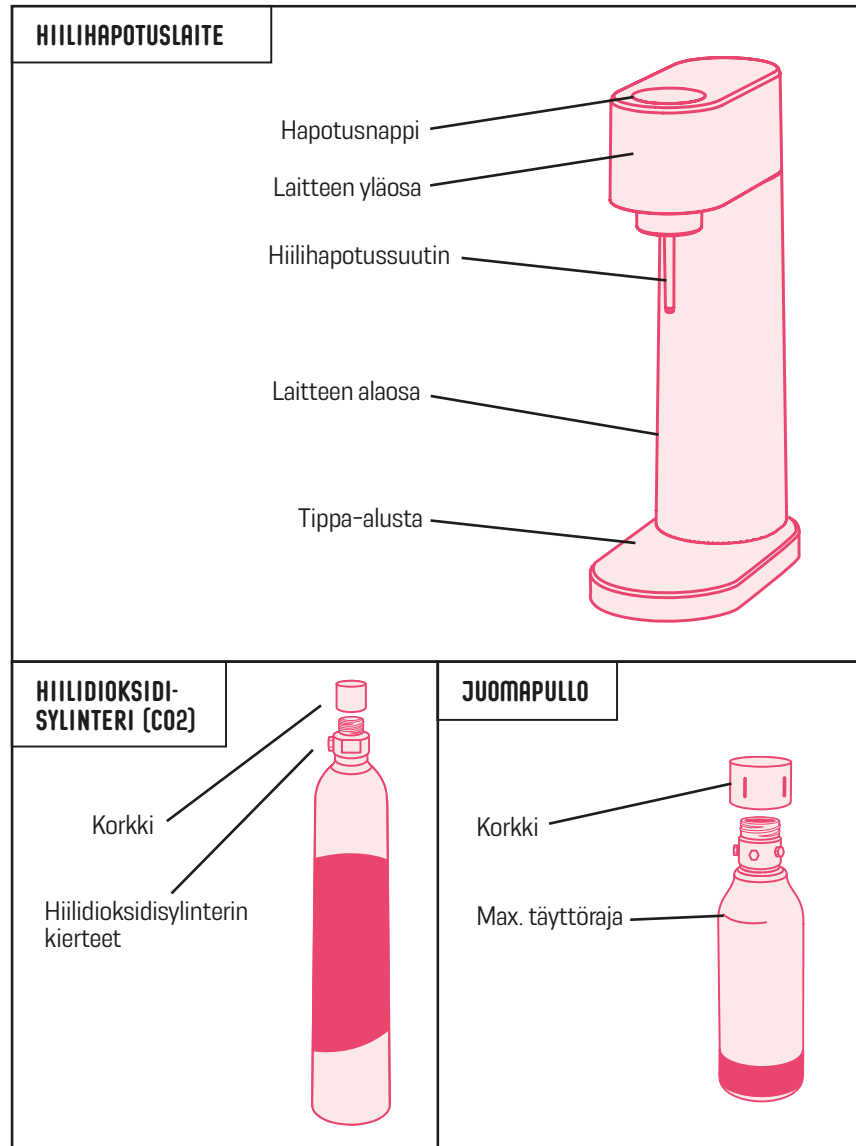 HIILIHAPOTUSLAITE
Hapotusnappi
Laitteen yläosa
Hiilihapotussuutin
Laitteen alaosa
Tippa-alusta
HIILIDIOKSIDI-
SYLINTERI (CO2)
Korkki
Hiilidioksidisylinterin
kierteet
JUOMAPULLO
Korkki
Max. täyttöraja